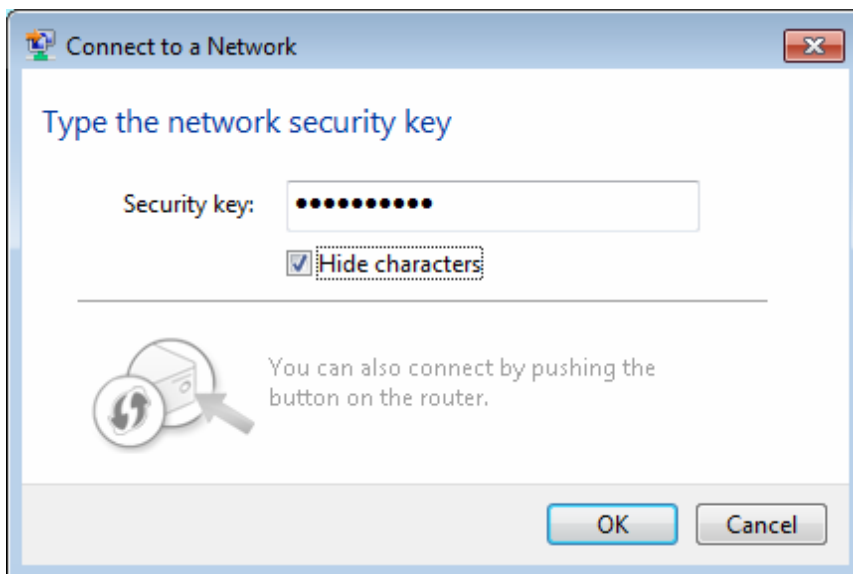 Connect to a Network
Type the network security key
Security key: ••••••••••
Hide characters
You can also connect by pushing the
button on the router.
OK Cancel